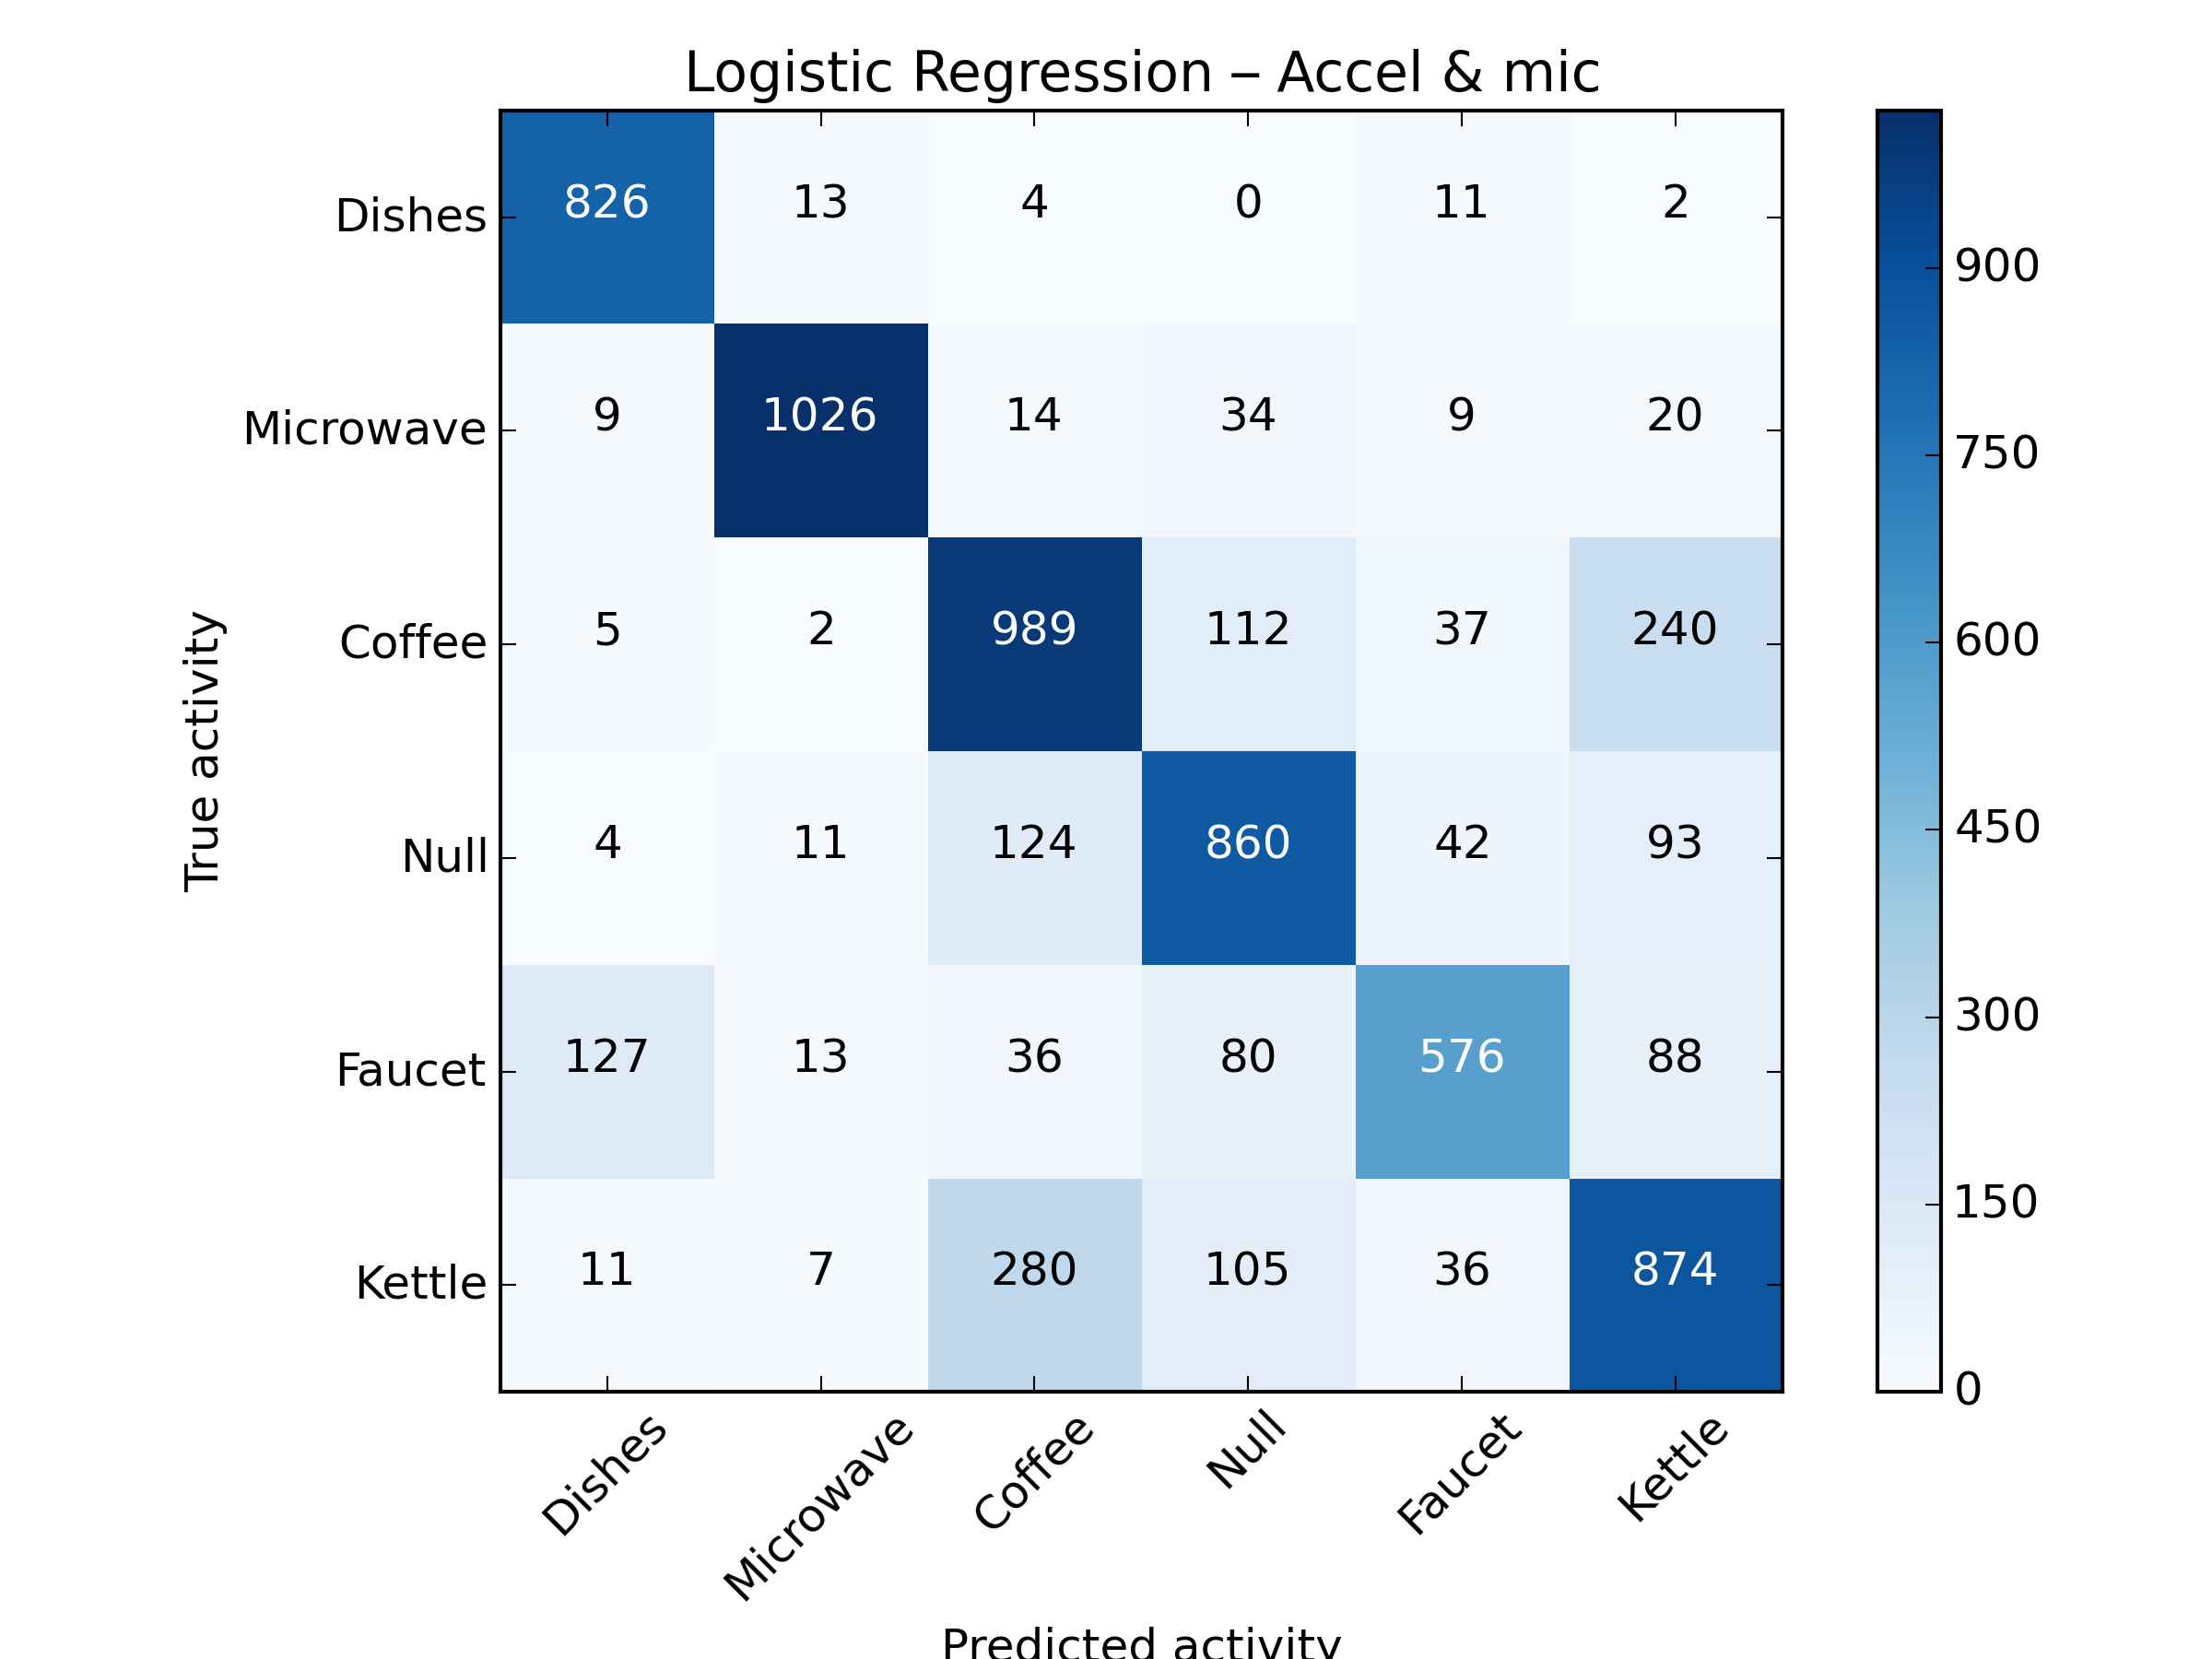 Logistic Regression – Accel & mic
Dishes 826 13 4 0 11 2
Microwave 9 1026 14 34 9 20
Coffee 5 2 989 112 37 240
Null 4 11 124 860 42 93
Faucet 127 13 36 80 576 88
Kettle 11 7 280 105 36 874
True activity
Dishes Microwave Coffee Null Faucet Kettle
Predicted activity
900
750
600
450
300
150
0